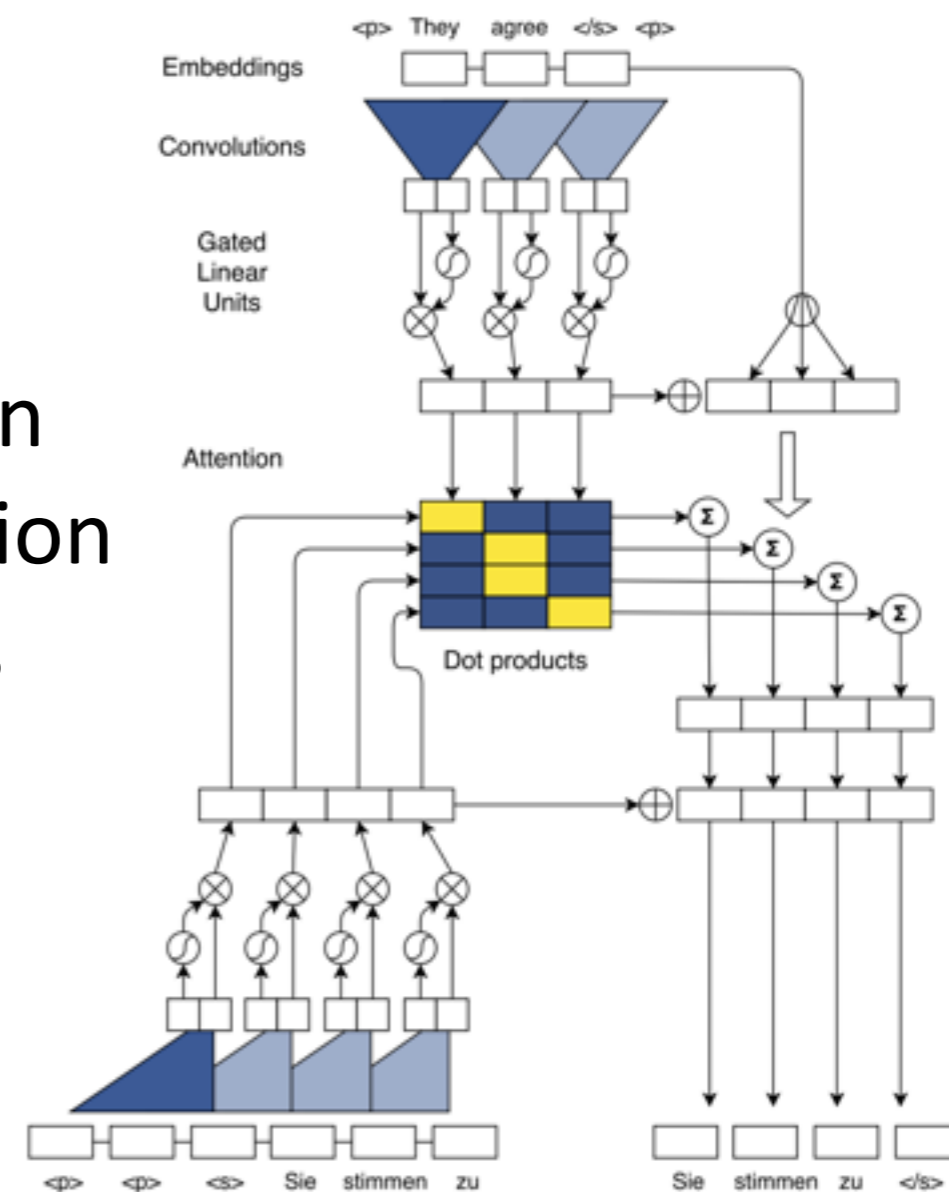 <p> They agree </s> <p>
Embeddings
Convolutions
Gated
Linear
Units
n
Attention
ion
Σ
Σ
Σ
Σ
Dot products
<p> <p> <s> Sie stimmen zu
Sie stimmen zu </s>